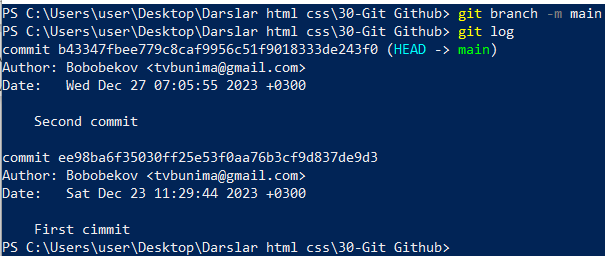 PS C:\Users\user\Desktop\Darslar html css\30-Git Github> git branch -m main
PS C:\Users\user\Desktop\Darslar html css\30-Git Github> git log
commit b43347fbee779c8caf9956c51f9018333de243f0 (HEAD -> main)
Author: Bobobekov <tvbunima@gmail.com>
Date:   Wed Dec 27 07:05:55 2023 +0300
    Second commit
commit ee98ba6f35030ff25e53f0aa76b3cf9d837de9d3
Author: Bobobekov <tvbunima@gmail.com>
Date:   Sat Dec 23 11:29:44 2023 +0300
    First cimmit
PS C:\Users\user\Desktop\Darslar html css\30-Git Github>